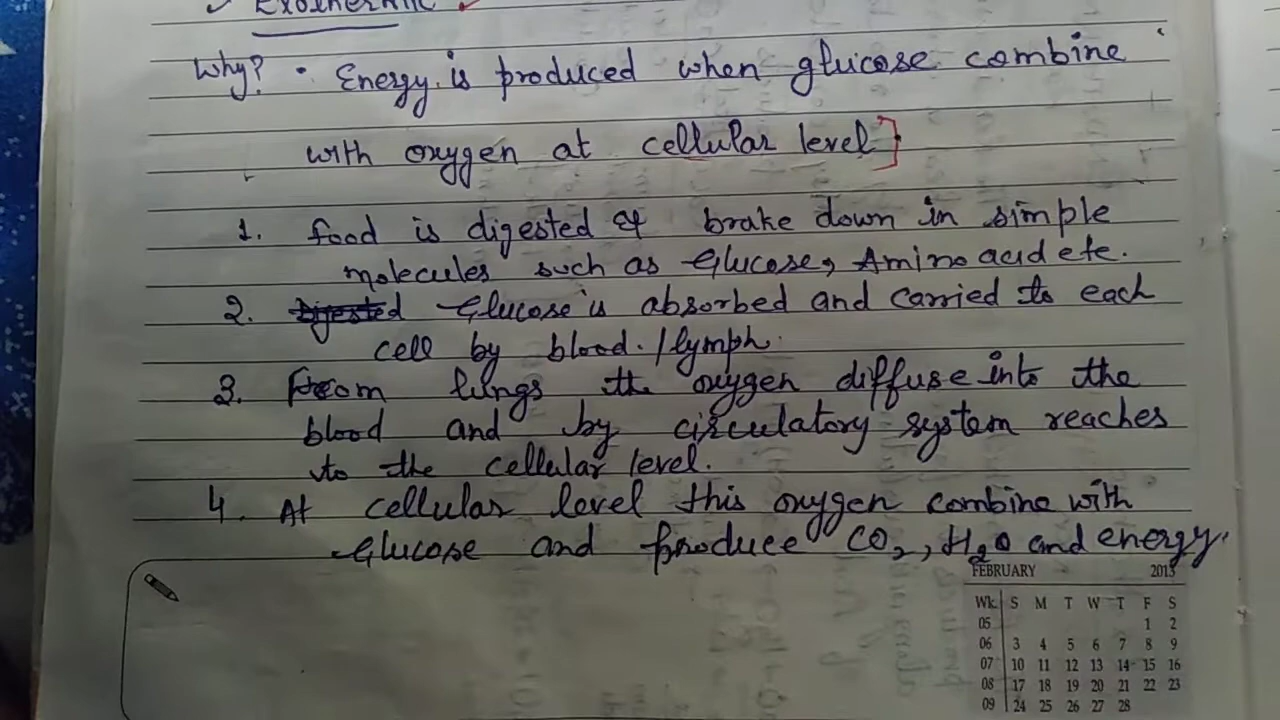 Exothermic
Why? • Energy is produced when glucose combine
with oxygen at cellular level}
1. food is digested & brake down in simple
molecules such as Glucose, Amino acid etc.
2. Digested Glucose is absorbed and carried to each
cell by blood./lymph.
3. From lungs the oxygen diffuse into the
blood and by circulatory system reaches
to the cellular level.
4. At cellular level this oxygen combine with
Glucose and produce CO₂, H₂O and energy.
FEBRUARY 2013
Wk. S M T W T F S
05 1 2
06 3 4 5 6 7 8 9
07 10 11 12 13 14 15 16
08 17 18 19 20 21 22 23
09 24 25 26 27 28